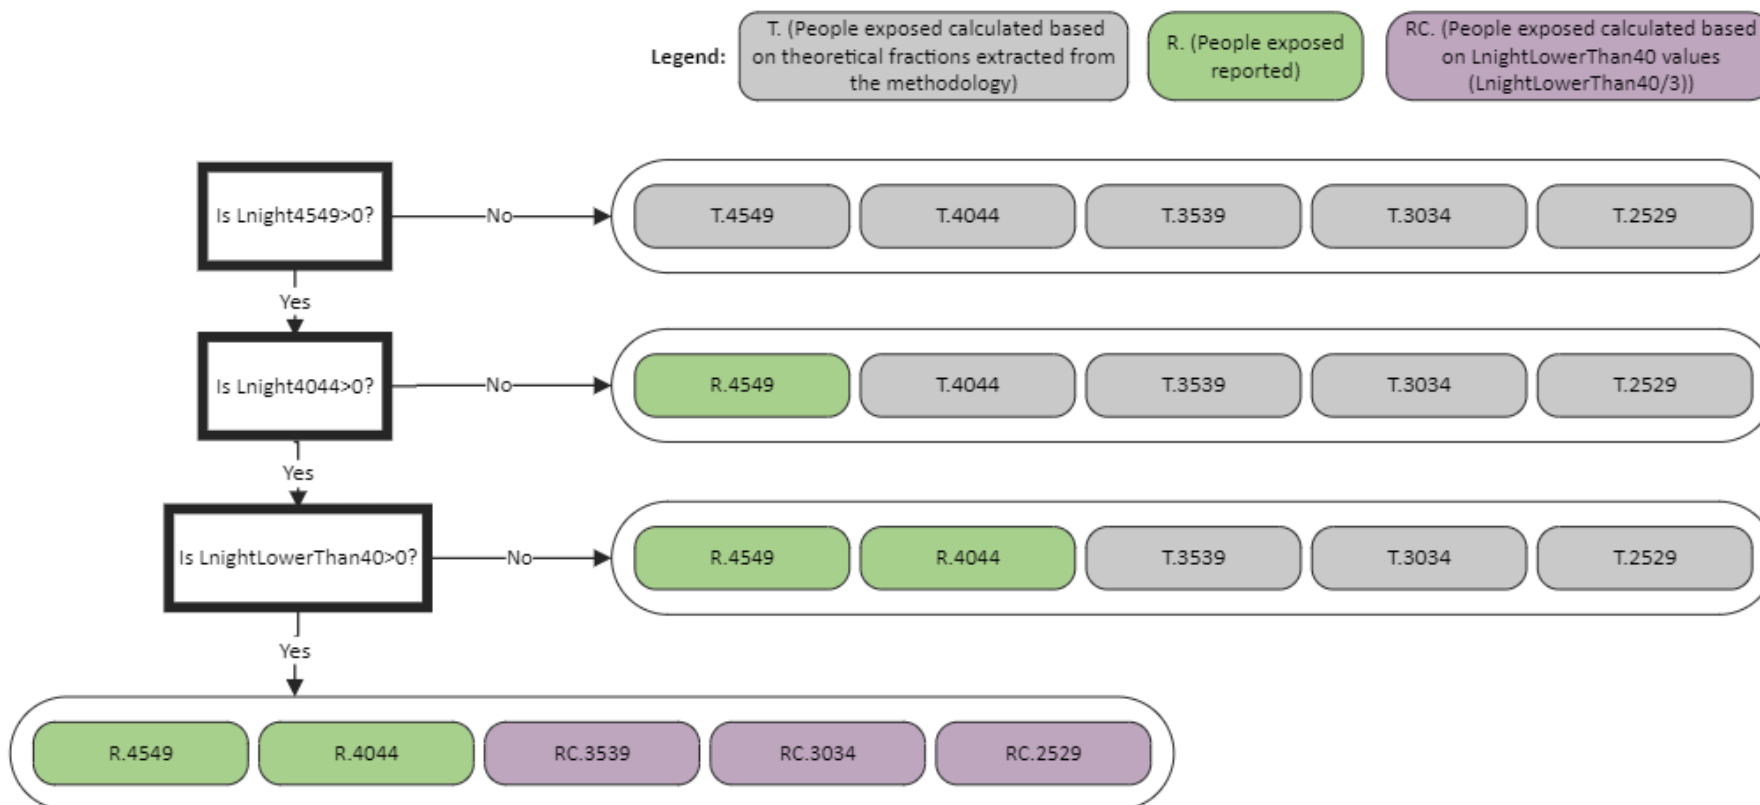 Legend:
T. (People exposed calculated based
on theoretical fractions extracted from
the methodology)
R. (People exposed
reported)
RC. (People exposed calculated based
on LnightLowerThan40 values
(LnightLowerThan40/3))
Is Lnight4549>0?
No
T.4549
T.4044
T.3539
T.3034
T.2529
Yes
Is Lnight4044>0?
No
R.4549
T.4044
T.3539
T.3034
T.2529
Yes
Is LnightLowerThan40>0?
No
R.4549
R.4044
T.3539
T.3034
T.2529
Yes
R.4549
R.4044
RC.3539
RC.3034
RC.2529